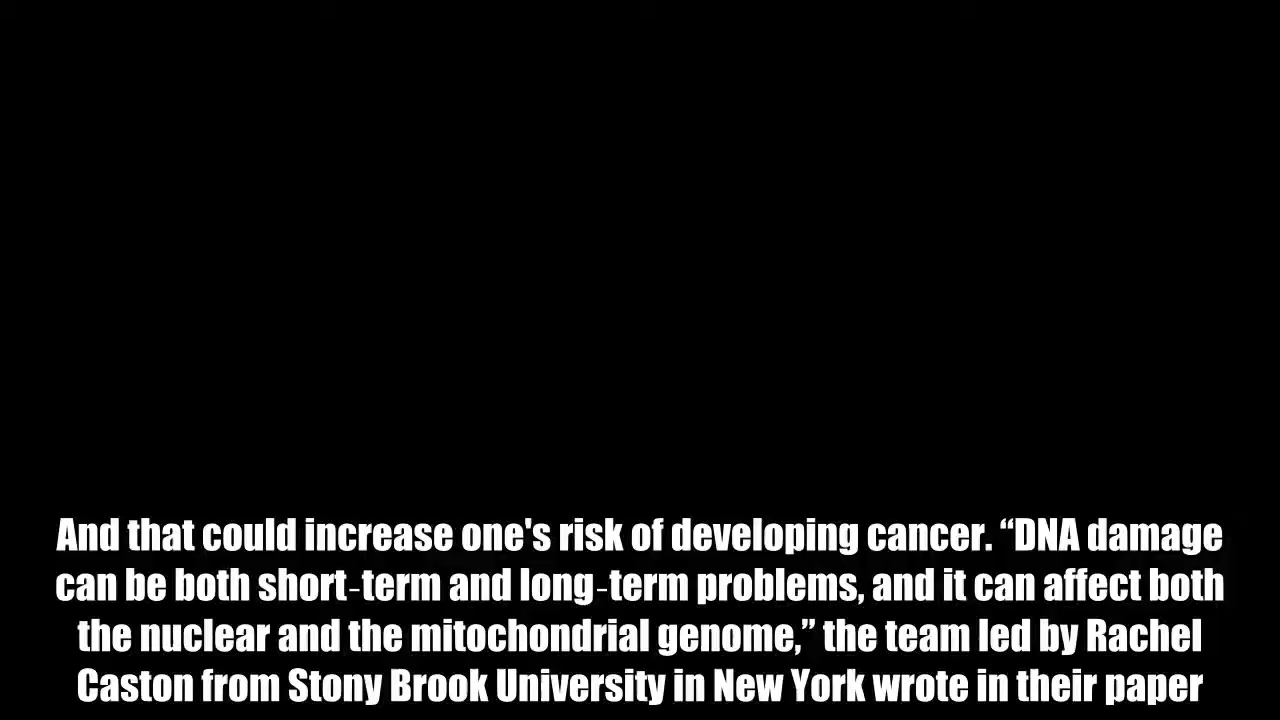 And that could increase one's risk of developing cancer. “DNA damage
can be both short-term and long-term problems, and it can affect both
the nuclear and the mitochondrial genome,” the team led by Rachel
Caston from Stony Brook University in New York wrote in their paper